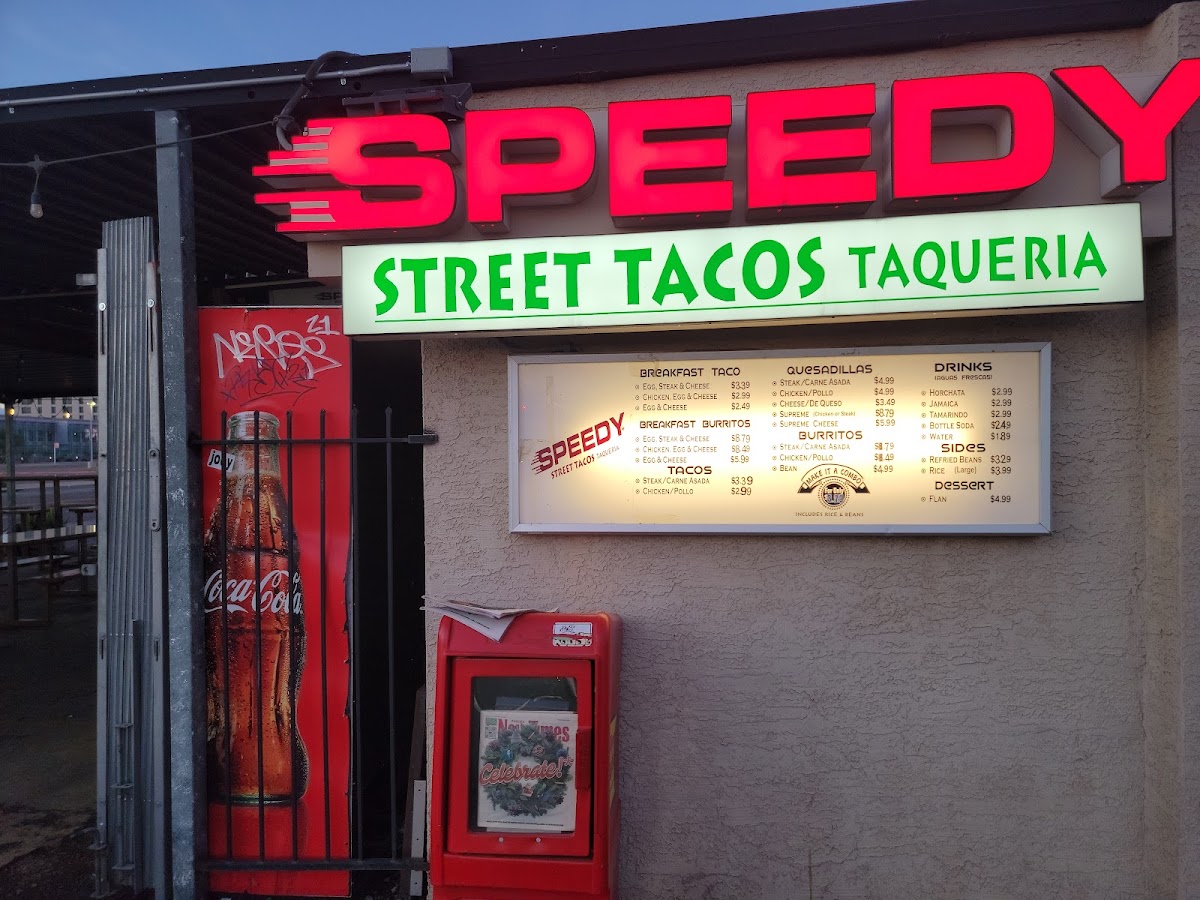 SPEEDY
STREET TACOS TAQUERIA
SPEEDY
STREET TACOS TAQUERIA
BREAKFAST TACO
EGG, STEAK & CHEESE $3.39
CHICKEN, EGG & CHEESE $2.99
EGG & CHEESE $2.49
BREAKFAST BURRITOS
EGG, STEAK & CHEESE $8.79
CHICKEN, EGG & CHEESE $8.49
EGG & CHEESE $5.99
TACOS
STEAK/CARNE ASADA $3.39
CHICKEN/POLLO $2.99
QUESADILLAS
STEAK/CARNE ASADA $4.99
CHICKEN/POLLO $4.99
CHEESE/DE QUESO $3.49
SUPREME (Chicken or Steak) $8.79
SUPREME CHEESE $5.99
BURRITOS
STEAK/CARNE ASADA $8.79
CHICKEN/POLLO $8.49
BEAN $4.99
MAKE IT A COMBO
INCLUDES RICE & BEANS
DRINKS
(AGUAS FRESCAS)
HORCHATA $2.99
JAMAICA $2.99
TAMARINDO $2.99
BOTTLE SODA $2.49
WATER $1.89
SIDES
REFRIED BEANS $3.29
RICE (Large) $3.99
DESSERT
FLAN $4.99
jolly
Coca-Cola
New Times
Celebrate!